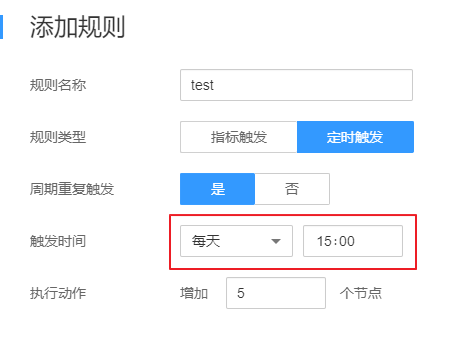 添加规则
规则名称 test
规则类型 指标触发 定时触发
周期重复触发 是 否
触发时间 每天 15:00
执行动作 增加 5 个节点